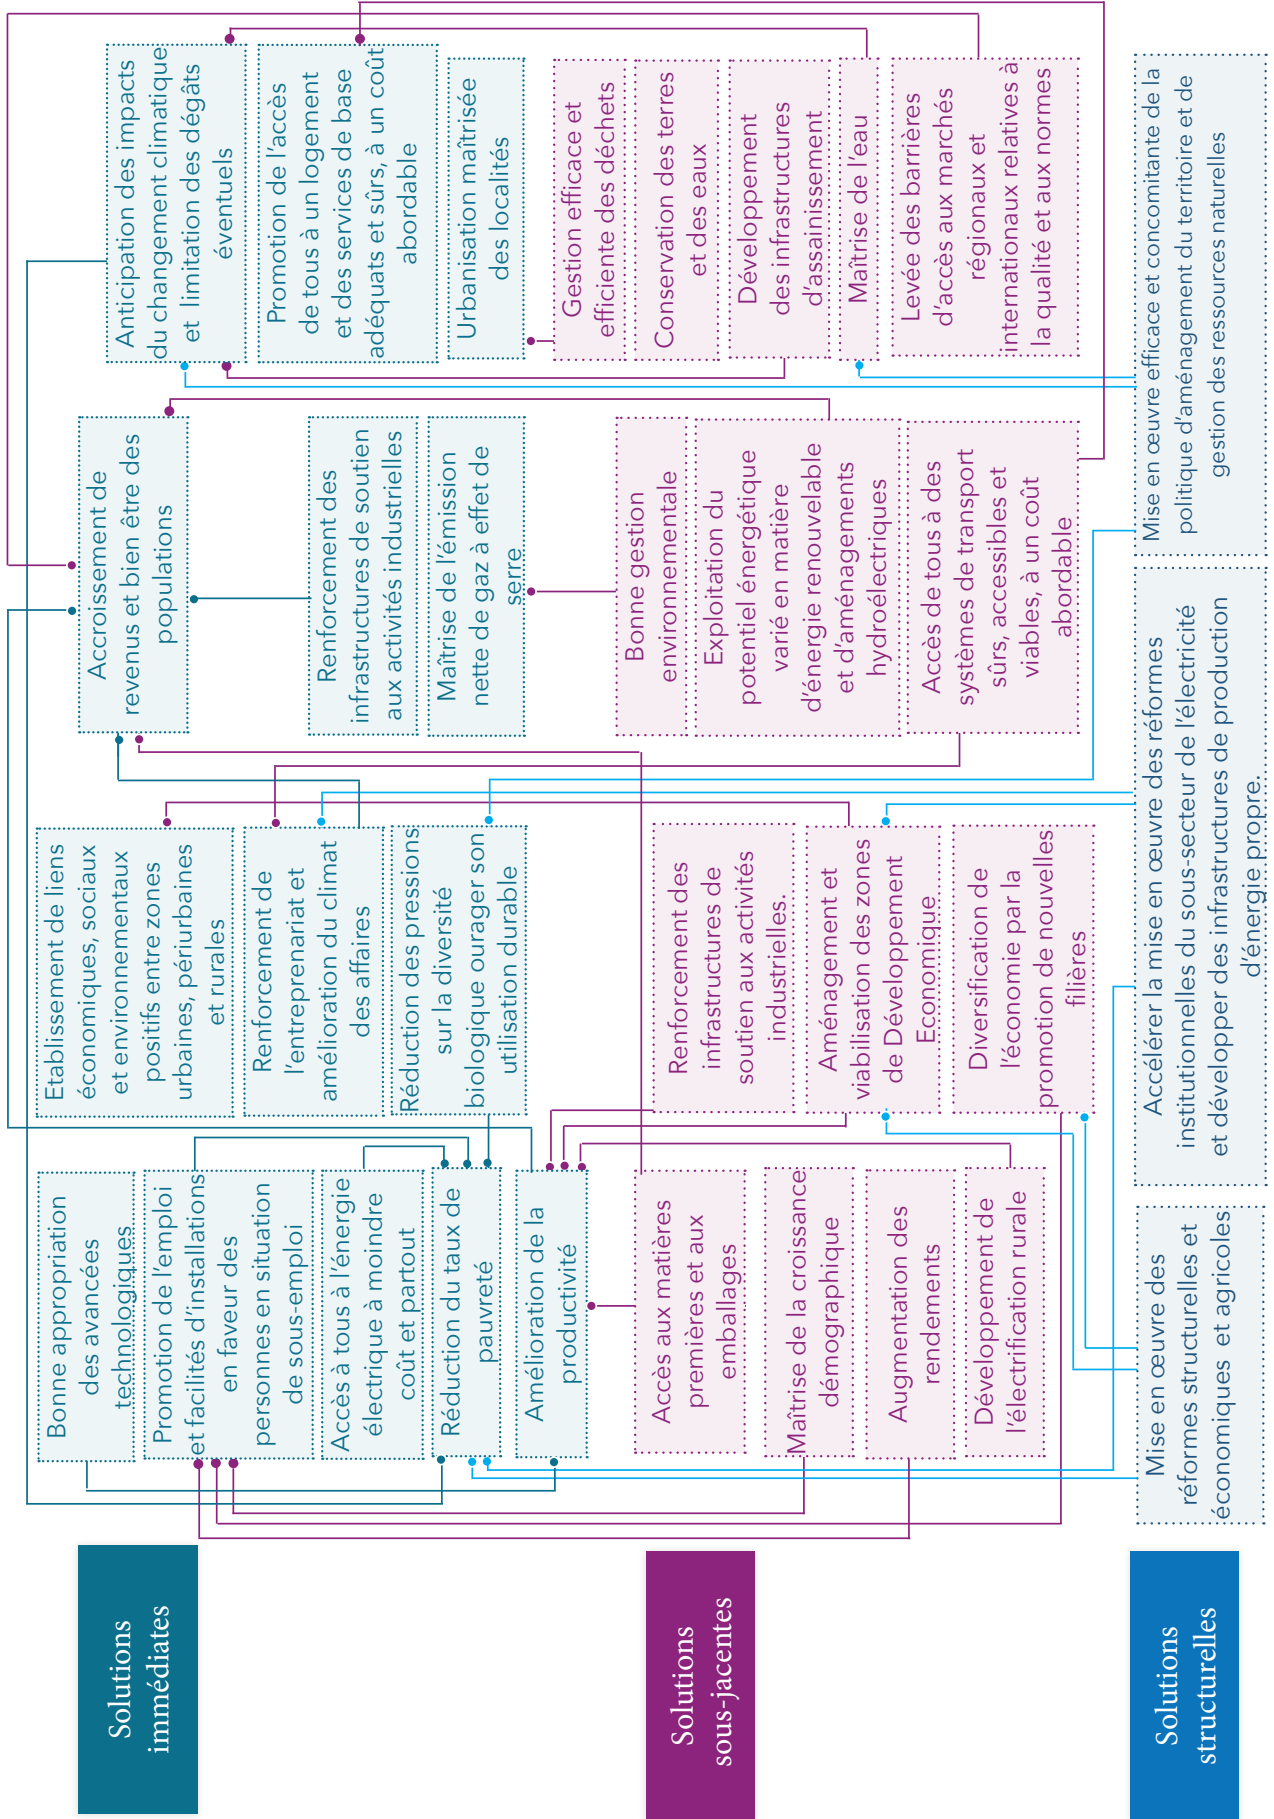 Solutions
immédiates
Bonne appropriation
des avancées
technologiques
Promotion de l'emploi
et facilités d'installations
en faveur des
personnes en situation
de sous-emploi
Accès à tous à l'énergie
électrique à moindre
coût et partout
Réduction du taux de
pauvreté
Amélioration de la
productivité
Etablissement de liens
économiques, sociaux
et environnementaux
positifs entre zones
urbaines, périurbaines
et rurales
Renforcement de
l'entreprenariat et
amélioration du climat
des affaires
Réduction des pressions
sur la diversité
biologique ourager son
utilisation durable
Accroissement de
revenus et bien être des
populations
Renforcement des
infrastructures de soutien
aux activités industrielles
Maîtrise de l'émission
nette de gaz à effet de
serre
Anticipation des impacts
du changement climatique
et limitation des dégâts
éventuels
Promotion de l'accès
de tous à un logement
et des services de base
adéquats et sûrs, à un coût
abordable
Urbanisation maîtrisée
des localités
Solutions
sous-jacentes
Accès aux matières
premières et aux
emballages
Maîtrise de la croissance
démographique
Augmentation des
rendements
Développement de
l'électrification rurale
Renforcement des
infrastructures de
soutien aux activités
industrielles.
Aménagement et
viabilisation des zones
de Développement
Economique
Diversification de
l'économie par la
promotion de nouvelles
filières
Bonne gestion
environnementale
Exploitation du
potentiel énergétique
varié en matière
d'énergie renouvelable
et d'aménagements
hydroélectriques
Accès de tous à des
systèmes de transport
sûrs, accessibles et
viables, à un coût
abordable
Gestion efficace et
efficiente des déchets
Conservation des terres
et des eaux
Développement
des infrastructures
d'assainissement
Maîtrise de l'eau
Levée des barrières
d'accès aux marchés
régionaux et
internationaux relatives à
la qualité et aux normes
Solutions
structurelles
Mise en œuvre des
réformes structurelles et
économiques et agricoles
Accélérer la mise en œuvre des réformes
institutionnelles du sous-secteur de l'électricité
et développer des infrastructures de production
d'énergie propre.
Mise en œuvre efficace et concomitante de la
politique d'aménagement du territoire et de
gestion des ressources naturelles